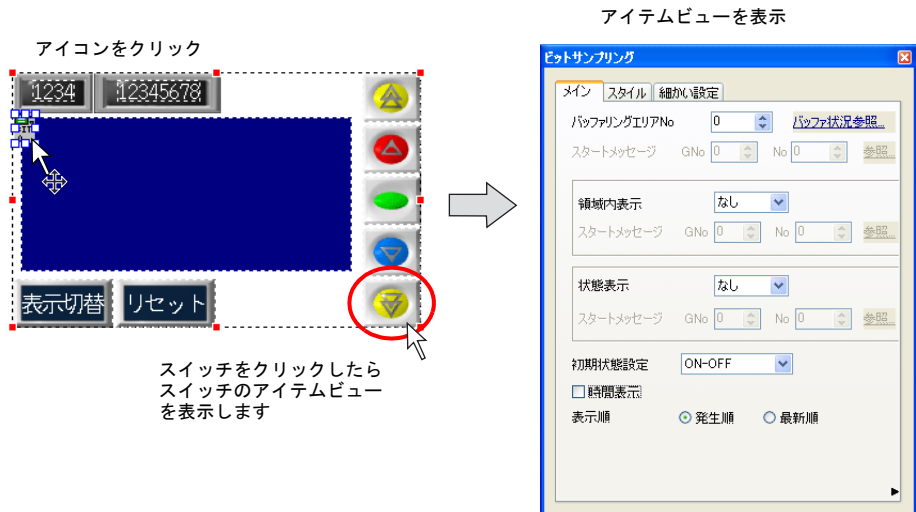 アイテムビューを表示
アイコンをクリック
1234 12345678
表示切替 リセット
スイッチをクリックしたら
スイッチのアイテムビュー
を表示します
ビットサンプリング
メイン スタイル 細かい設定
バッファリングエリアNo 0 バッファ状況参照...
スタートメッセージ GNo 0 No 0 参照...
領域内表示 なし
スタートメッセージ GNo 0 No 0 参照...
状態表示 なし
スタートメッセージ GNo 0 No 0 参照...
初期状態設定 ON-OFF
時間表示
表示順 発生順 最新順